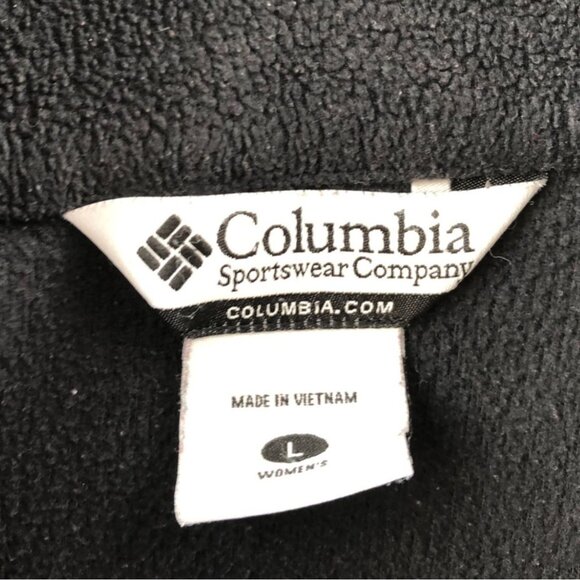 Columbia
Sportswear Company
COLUMBIA.COM
MADE IN VIETNAM
L
WOMEN'S